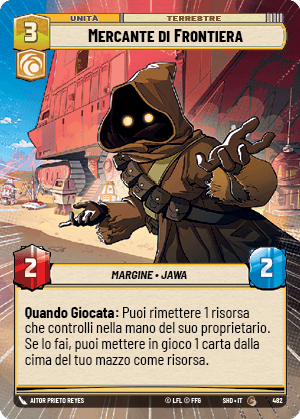 UNITÀ TERRESTRE
3 MERCANTE DI FRONTIERA
2 2
MARGINE • JAWA
Quando Giocata: Puoi rimettere 1 risorsa
che controlli nella mano del suo proprietario.
Se lo fai, puoi mettere in gioco 1 carta dalla
cima del tuo mazzo come risorsa.
AITOR PRIETO REYES © LFL © FFG SHD • IT 482